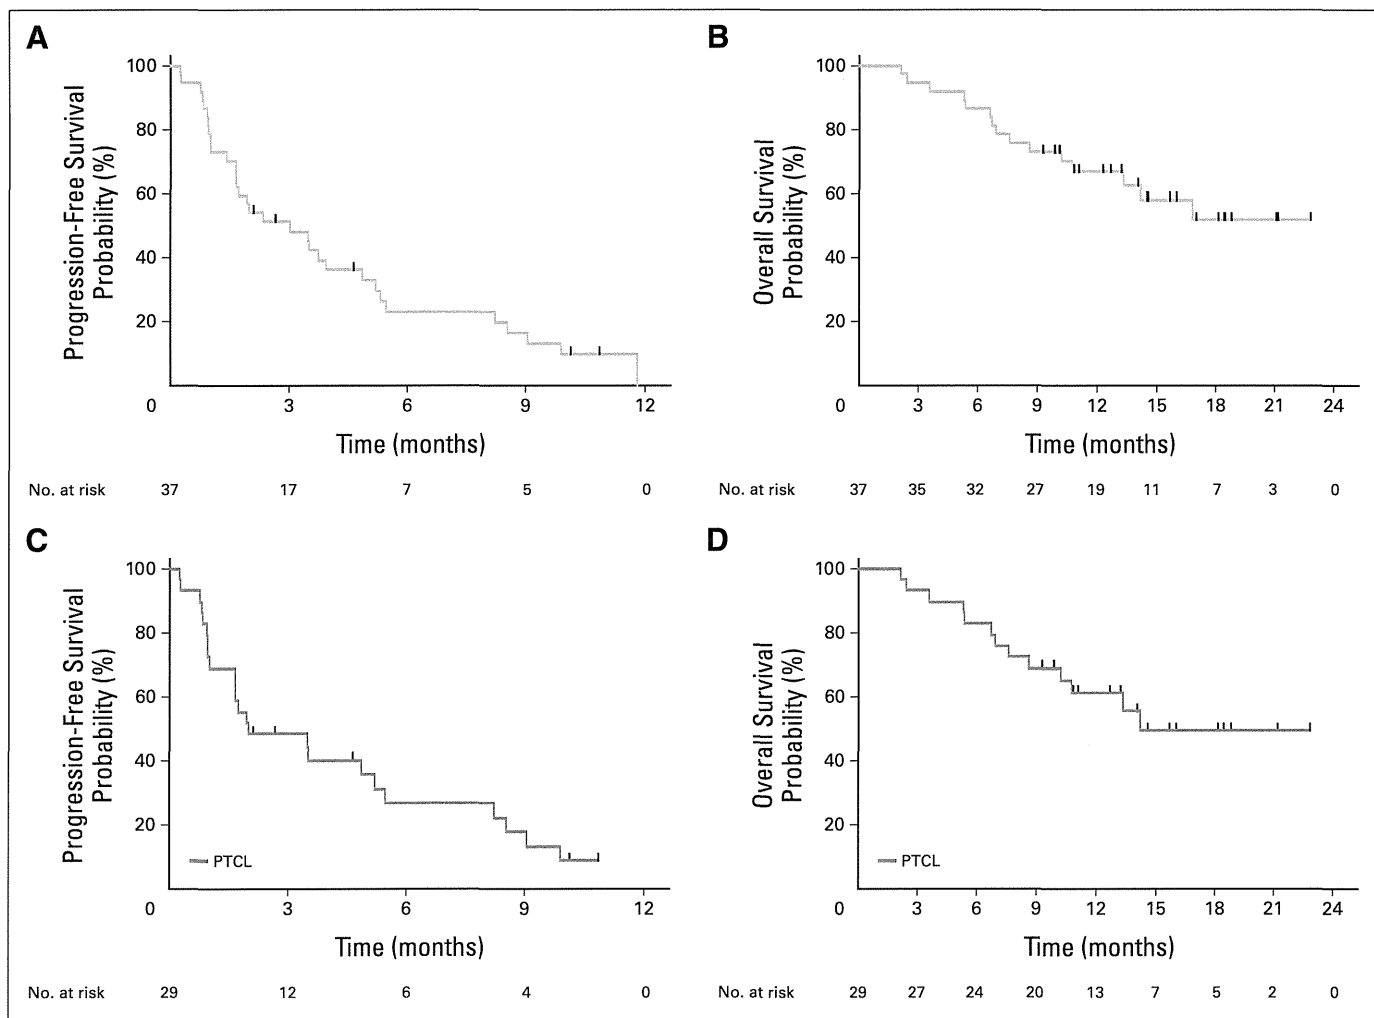 A
Progression-Free Survival
Probability (%)
100
80
60
40
20
0 3 6 9 12
Time (months)
No. at risk 37 17 7 5 0
B
Overall Survival
Probability (%)
100
80
60
40
20
0 3 6 9 12 15 18 21 24
Time (months)
No. at risk 37 35 32 27 19 11 7 3 0
C
Progression-Free Survival
Probability (%)
100
80
60
40
20
PTCL
0 3 6 9 12
Time (months)
No. at risk 29 12 6 4 0
D
Overall Survival
Probability (%)
100
80
60
40
20
PTCL
0 3 6 9 12 15 18 21 24
Time (months)
No. at risk 29 27 24 20 13 7 5 2 0